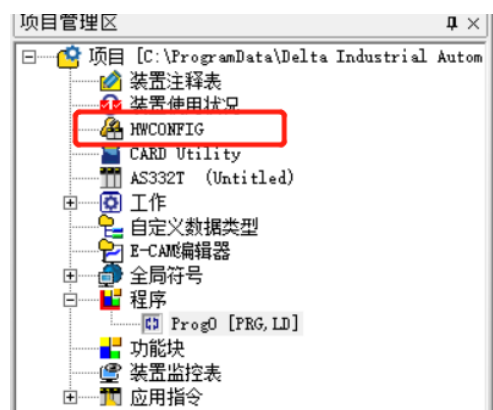 项目管理区
项目 [C:\ProgramData\Delta Industrial Autom
装置注释表
装置使用状况
HWCONFIG
CARD Utility
AS332T (Untitled)
工作
自定义数据类型
E-CAM编辑器
全局符号
程序
Prog0 [PRG,LD]
功能块
装置监控表
应用指令